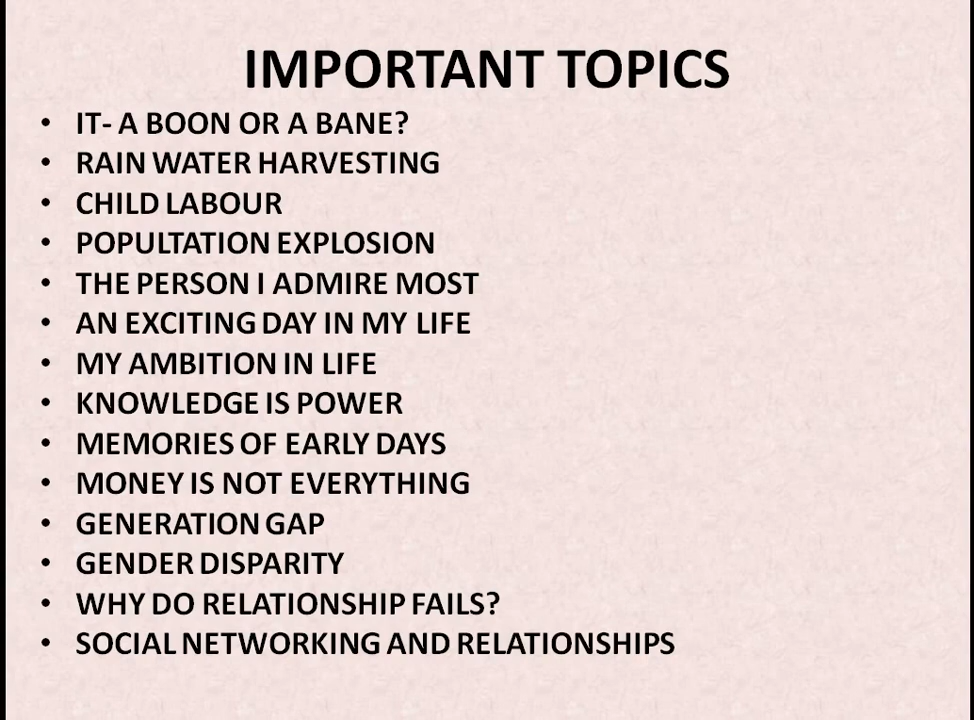 IMPORTANT TOPICS
• IT- A BOON OR A BANE?
• RAIN WATER HARVESTING
• CHILD LABOUR
• POPULTATION EXPLOSION
• THE PERSON I ADMIRE MOST
• AN EXCITING DAY IN MY LIFE
• MY AMBITION IN LIFE
• KNOWLEDGE IS POWER
• MEMORIES OF EARLY DAYS
• MONEY IS NOT EVERYTHING
• GENERATION GAP
• GENDER DISPARITY
• WHY DO RELATIONSHIP FAILS?
• SOCIAL NETWORKING AND RELATIONSHIPS